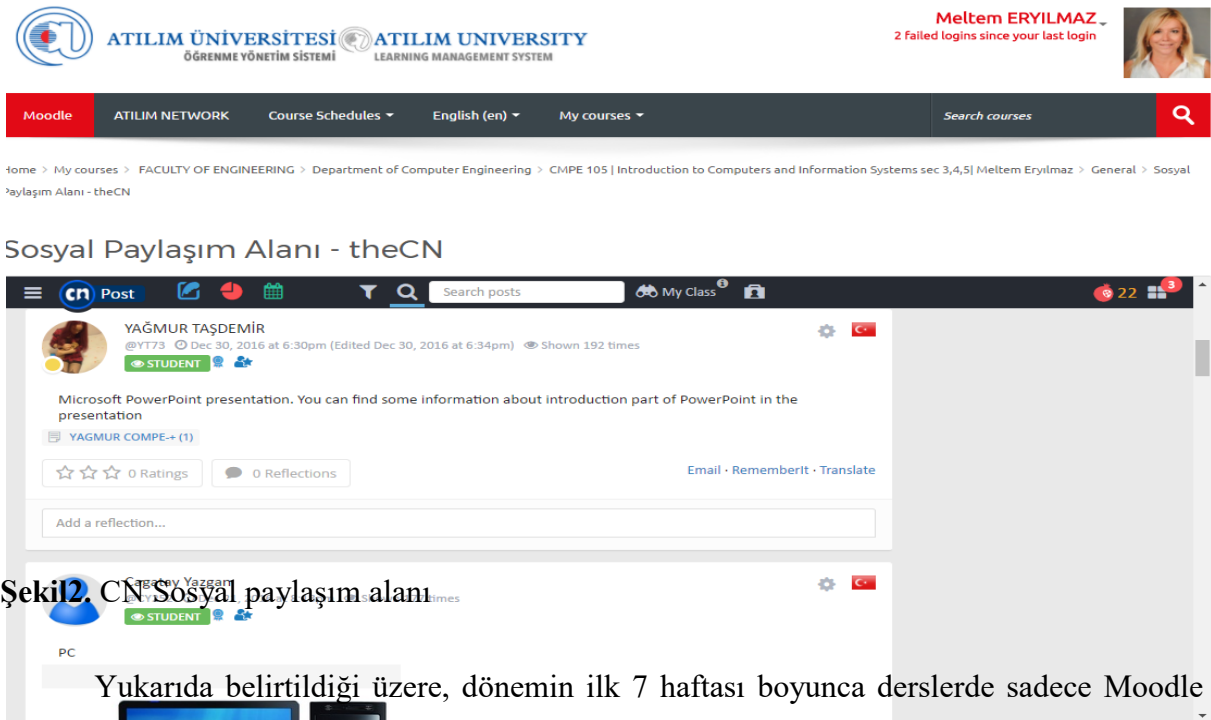 ATILIM ÜNİVERSİTESİ ATILIM UNIVERSITY
ÖĞRENME YÖNETİM SİSTEMİ LEARNING MANAGEMENT SYSTEM
Meltem ERYILMAZ
2 Failed logins since your last login
Moodle ATILIM NETWORK Course Schedules English (en) My courses Search courses
Home > My courses > FACULTY OF ENGINEERING > Department of Computer Engineering > CMPE 105 | Introduction to Computers and Information Systems sec 3,4,5| Meltem Eryılmaz > General > Sosyal
Paylaşım Alanı - theCN
Sosyal Paylaşım Alanı - theCN
cn Post Search posts My Class 22 3
YAĞMUR TAŞDEMİR
@YT73 Dec 30, 2016 at 6:30pm (Edited Dec 30, 2016 at 6:34pm) Shown 192 times
STUDENT
Microsoft PowerPoint presentation. You can find some information about introduction part of PowerPoint in the
presentation
YAGMUR COMPE-+ (1)
0 Ratings 0 Reflections Email · RememberIt · Translate
Add a reflection...
Cagatay Yazgan
Şekil2. CN Sosyal paylaşım alanı
times
STUDENT
PC
Yukarıda belirtildiği üzere, dönemin ilk 7 haftası boyunca derslerde sadece Moodle